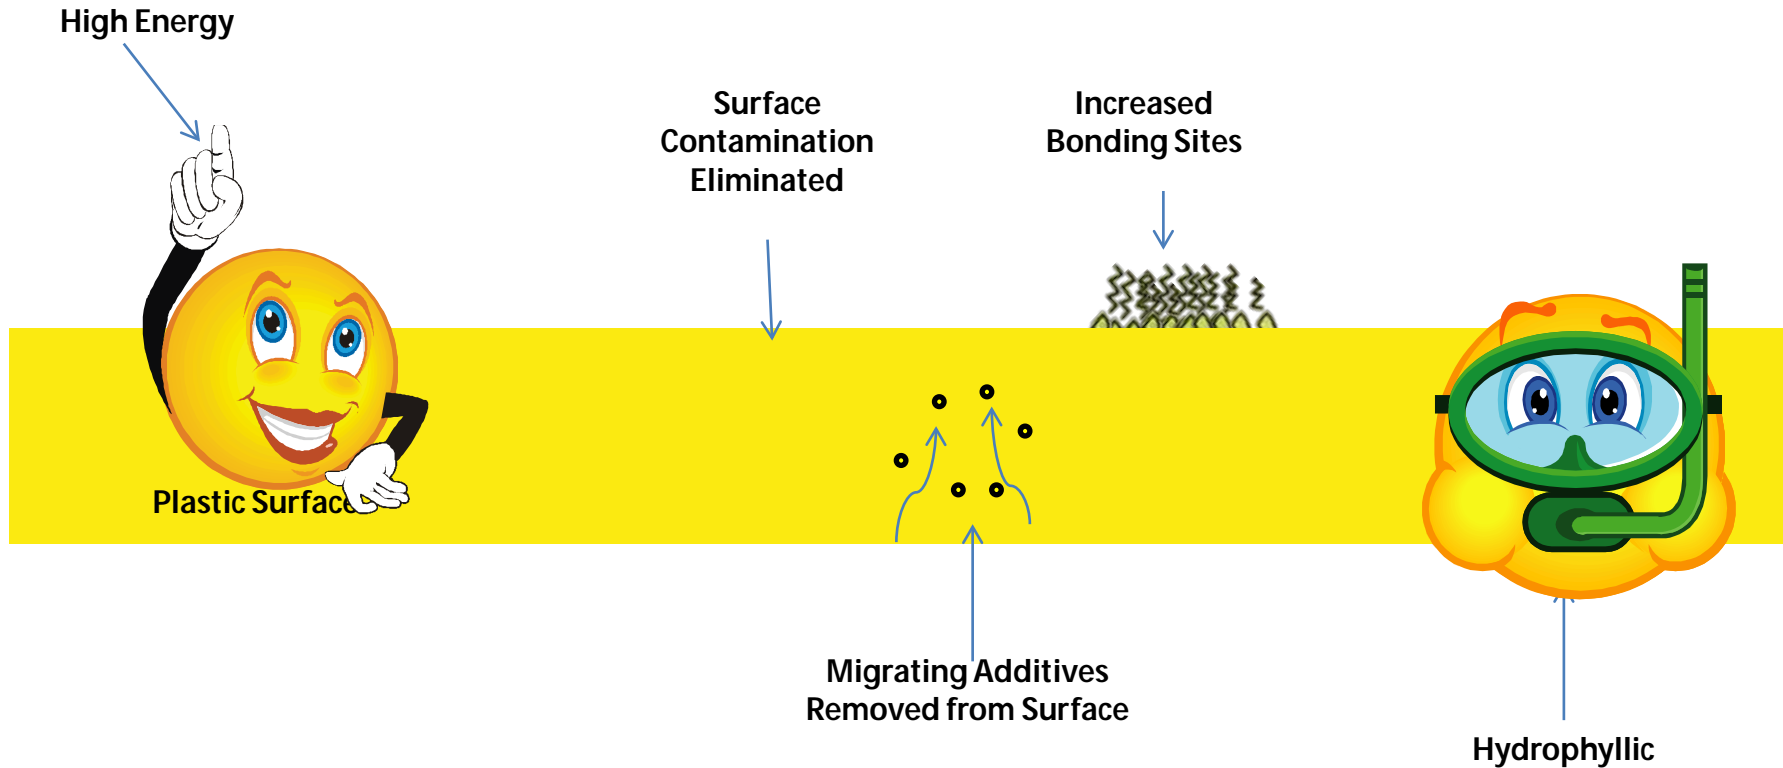 High Energy
Surface
Contamination
Eliminated
Increased
Bonding Sites
Plastic Surface
Migrating Additives
Removed from Surface
Hydrophyllic